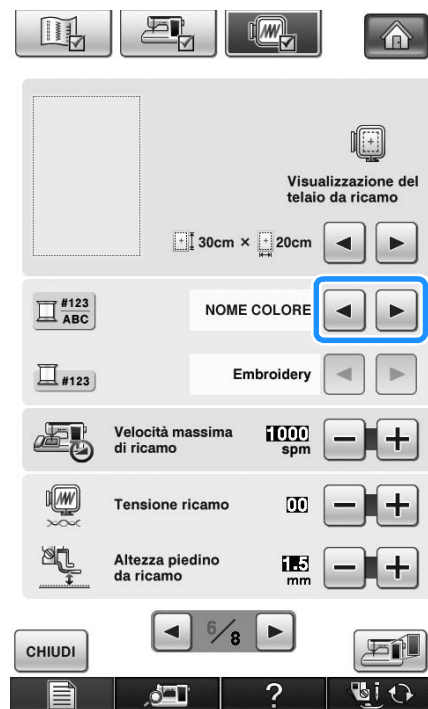 Visualizzazione del
telaio da ricamo
30cm × 20cm
#123
ABC
NOME COLORE
#123
Embroidery
Velocità massima
di ricamo
1000
spm
Tensione ricamo
00
Altezza piedino
da ricamo
1.5
mm
CHIUDI
6/8
?